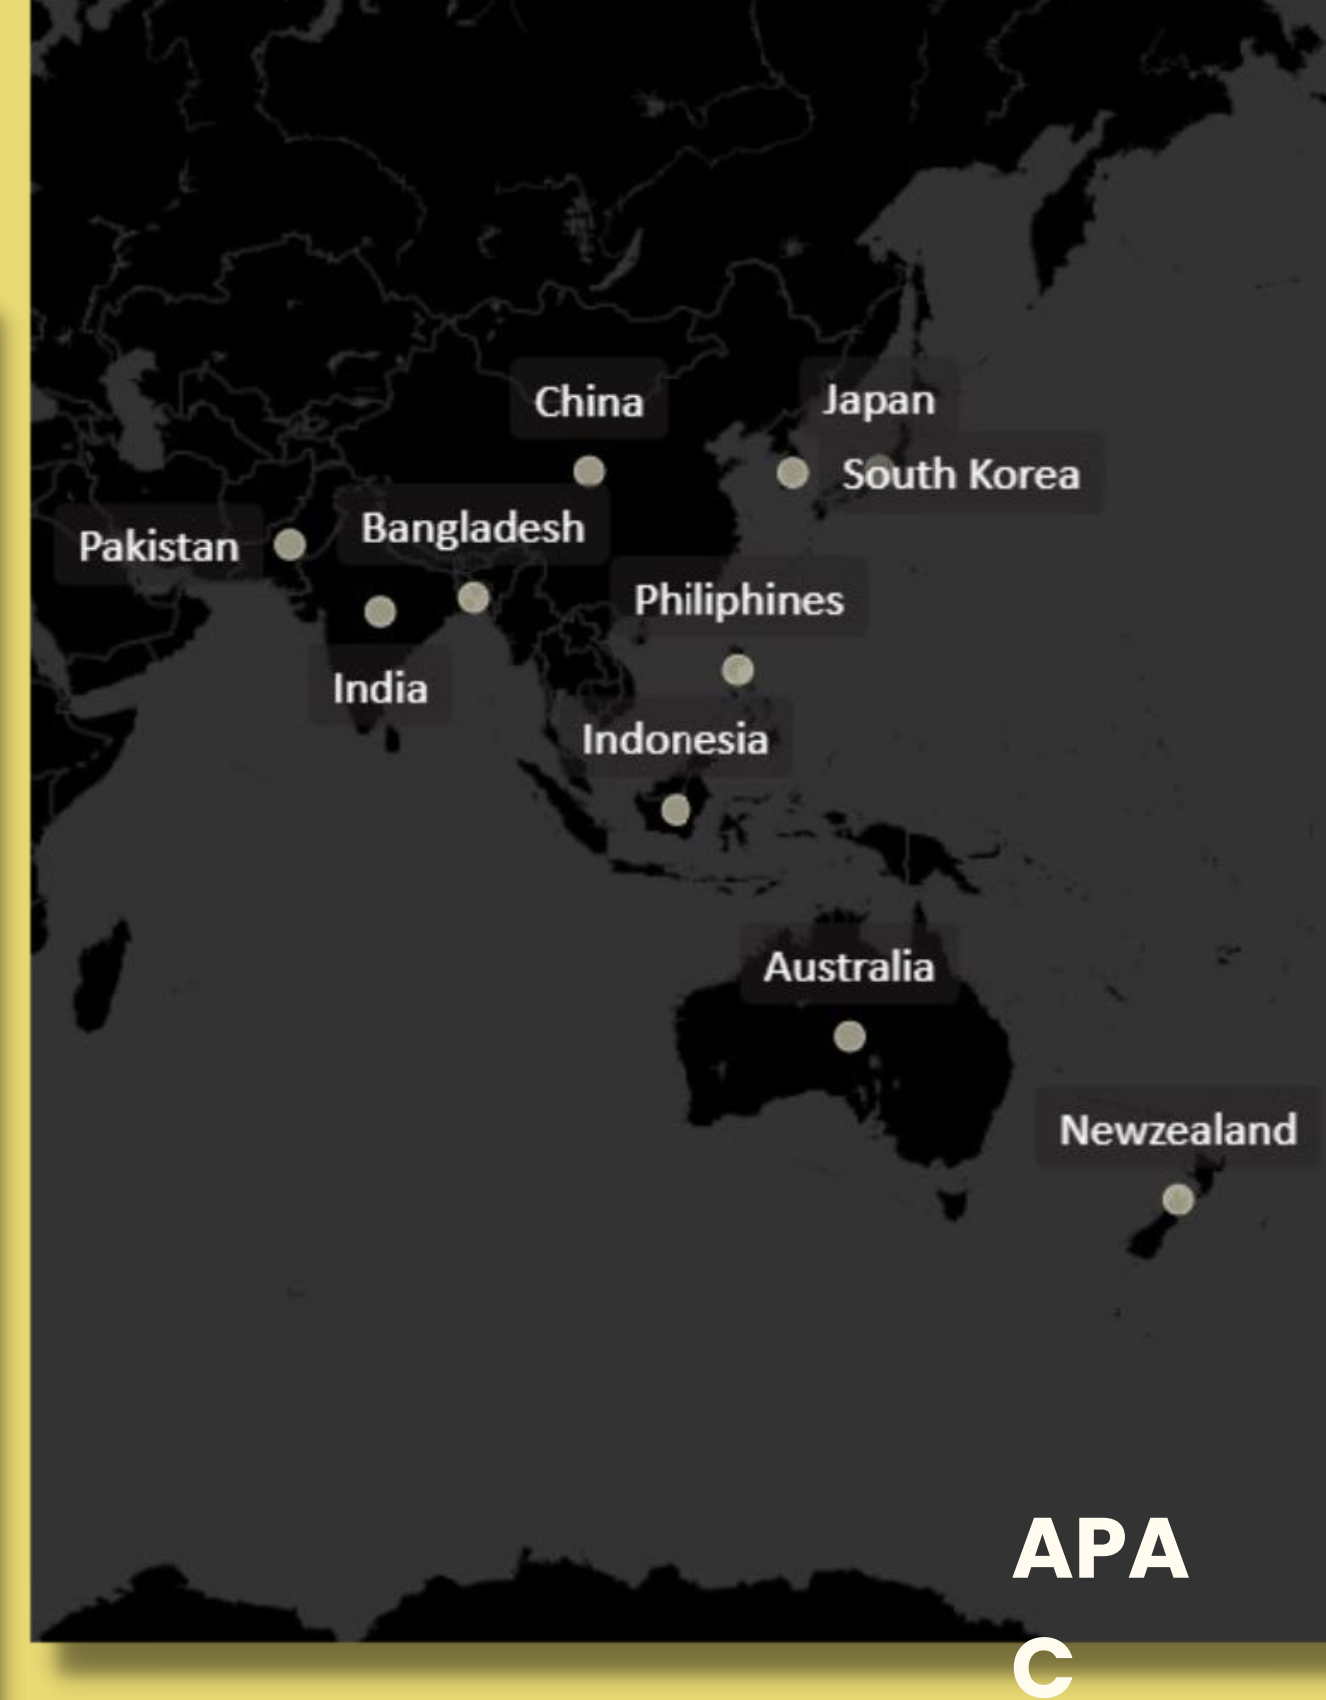 China
Japan
South Korea
Bangladesh
Pakistan
Philiphines
India
Indonesia
Australia
Newzealand
APA
C